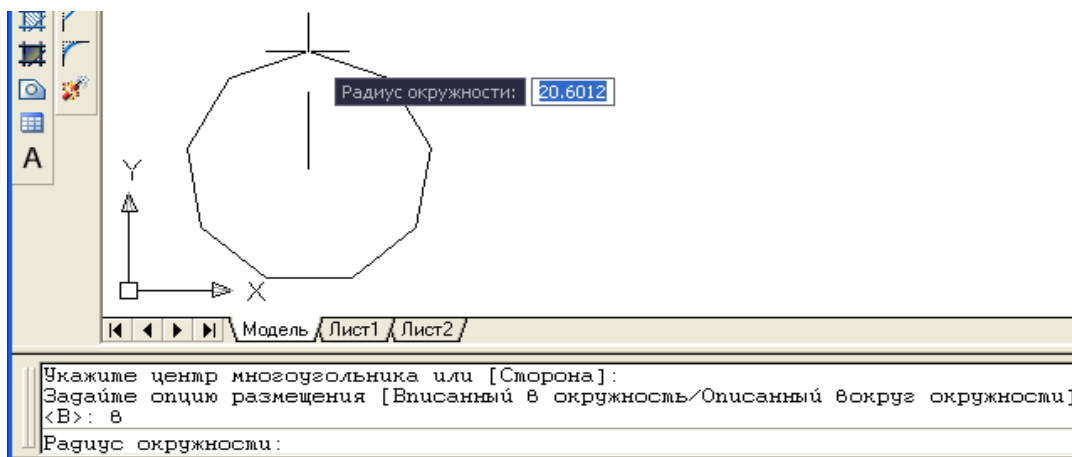 Радиус окружности: 20.6012
A
Y
X
Модель Лист1 Лист2
Укажите центр многоугольника или [Сторона]:
Задайте опцию размещения [Вписанный в окружность/Описанный вокруг окружности]
<В>: в
Радиус окружности: